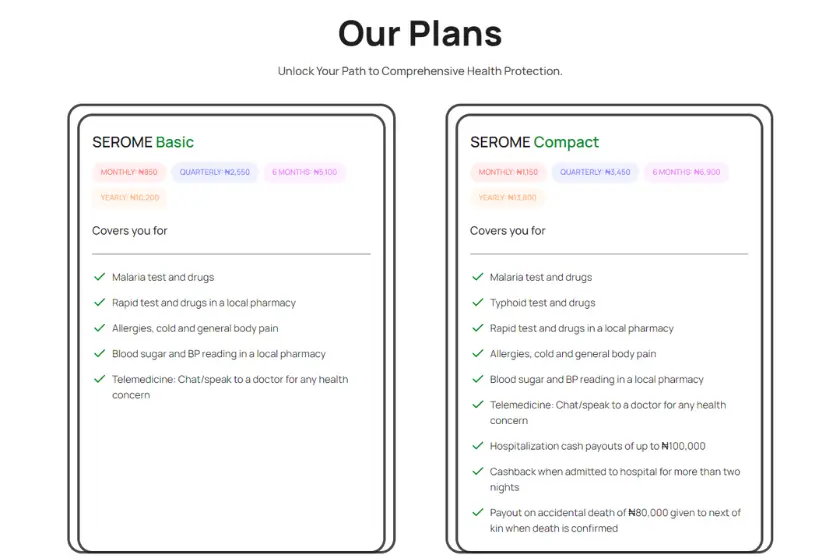 Our Plans
Unlock Your Path to Comprehensive Health Protection.
SEROME Basic
MONTHLY: ₦850 QUARTERLY: ₦2,550 6 MONTHS: ₦5,100
YEARLY: ₦10,200
Covers you for
Malaria test and drugs
Rapid test and drugs in a local pharmacy
Allergies, cold and general body pain
Blood sugar and BP reading in a local pharmacy
Telemedicine: Chat/speak to a doctor for any health
concern
SEROME Compact
MONTHLY: ₦1,150 QUARTERLY: ₦3,450 6 MONTHS: ₦6,900
YEARLY: ₦13,800
Covers you for
Malaria test and drugs
Typhoid test and drugs
Rapid test and drugs in a local pharmacy
Allergies, cold and general body pain
Blood sugar and BP reading in a local pharmacy
Telemedicine: Chat/speak to a doctor for any health
concern
Hospitalization cash payouts of up to ₦100,000
Cashback when admitted to hospital for more than two
nights
Payout on accidental death of ₦80,000 given to next of
kin when death is confirmed